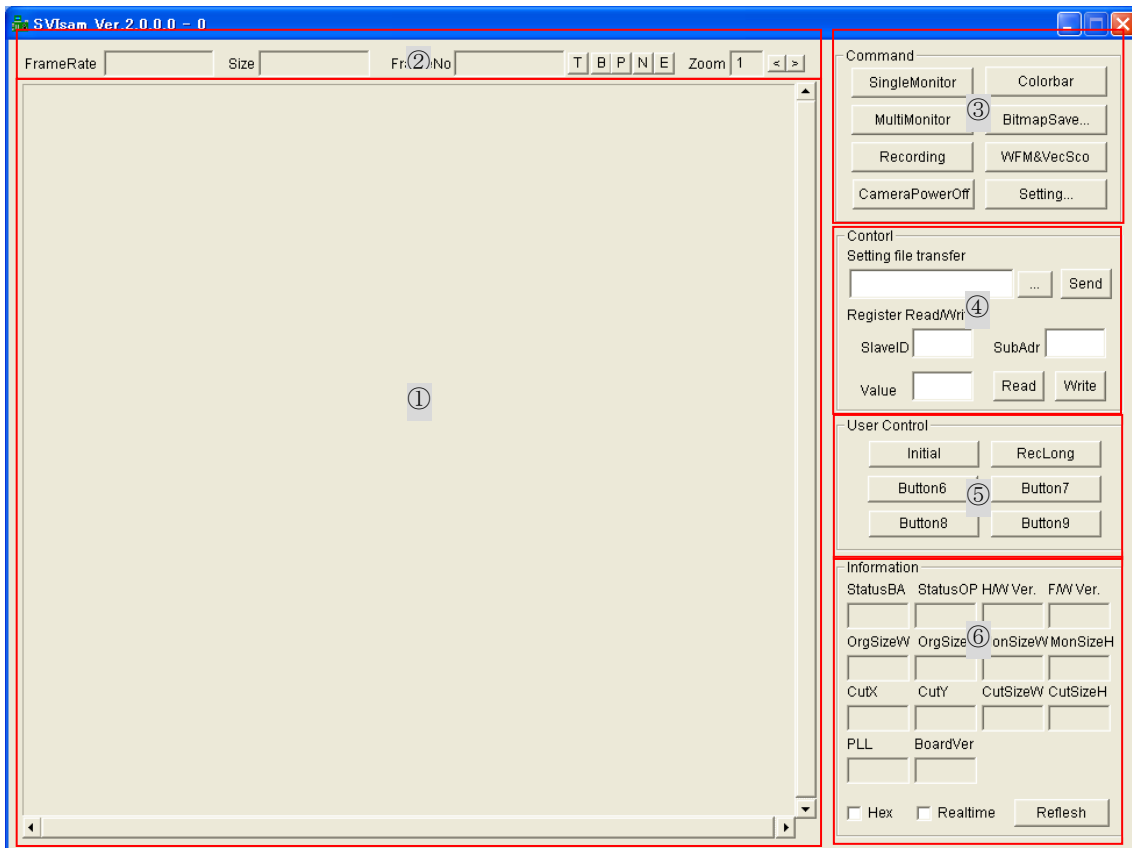 SVIsam Ver.2.0.0.0 - 0
FrameRate Size Fr ② No T B P N E Zoom 1 < >
①
Command
SingleMonitor Colorbar
③
MultiMonitor BitmapSave...
Recording WFM&VecSco
CameraPowerOff Setting...
Contorl
Setting file transfer
... Send
④
Register Read/Wri
SlaveID SubAdr
Value Read Write
User Control
Initial RecLong
Button6 Button7
⑤
Button8 Button9
Information
StatusBA StatusOP H/W Ver. F/W Ver.
⑥
OrgSizeW OrgSize onSizeW MonSizeH
CutX CutY CutSizeW CutSizeH
PLL BoardVer
Hex Realtime Reflesh